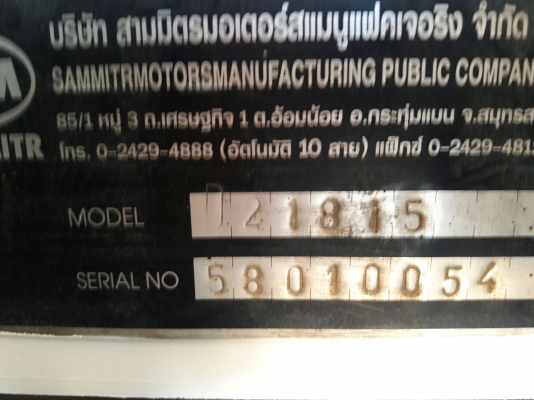 บริษัท สามมิตรมอเตอร์สแมนูแฟคเจอริง จำกัด
SAMMITRMOTORSMANUFACTURING PUBLIC COMPAN
85/1 หมู่ 3 ถ.เศรษฐกิจ 1 ต.อ้อมน้อย อ.กระทุ่มแบน จ.สมุทรส
โทร. 0-2429-4888 (อัตโนมัติ 10 สาย) แฟ็กซ์ 0-2429-481
MODEL 21815
SERIAL NO 58010054